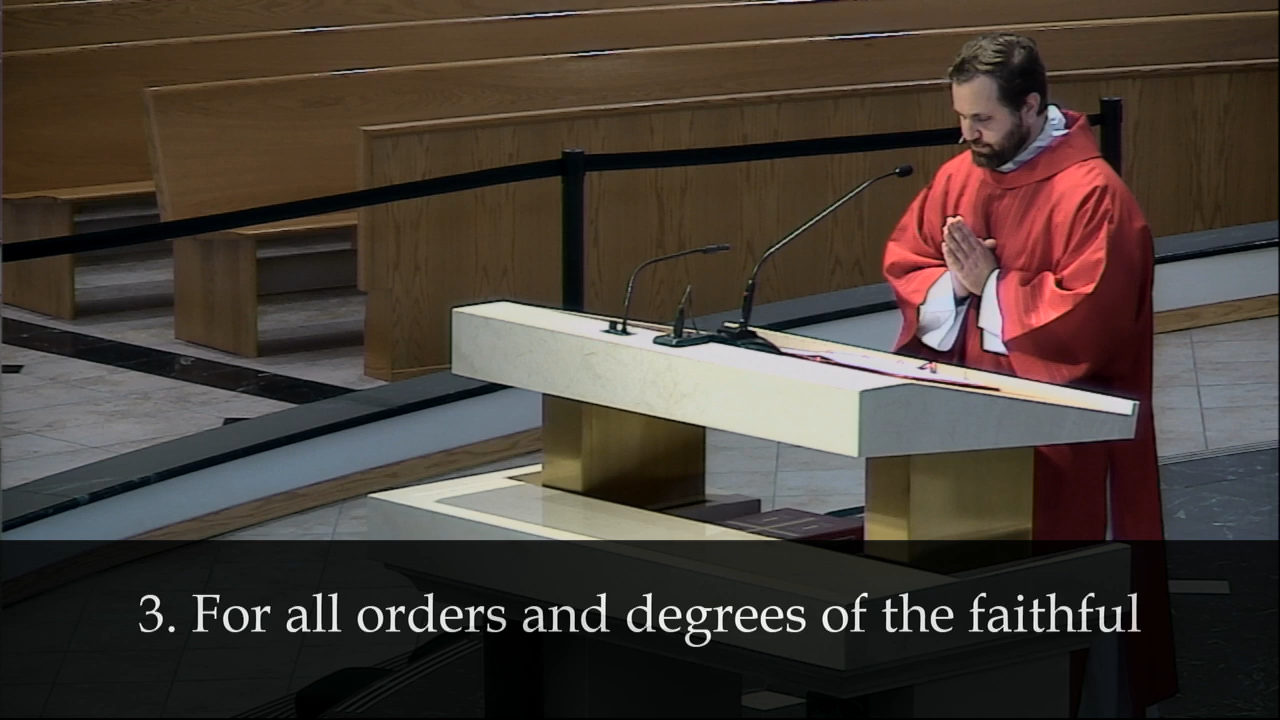 3. For all orders and degrees of the faithful